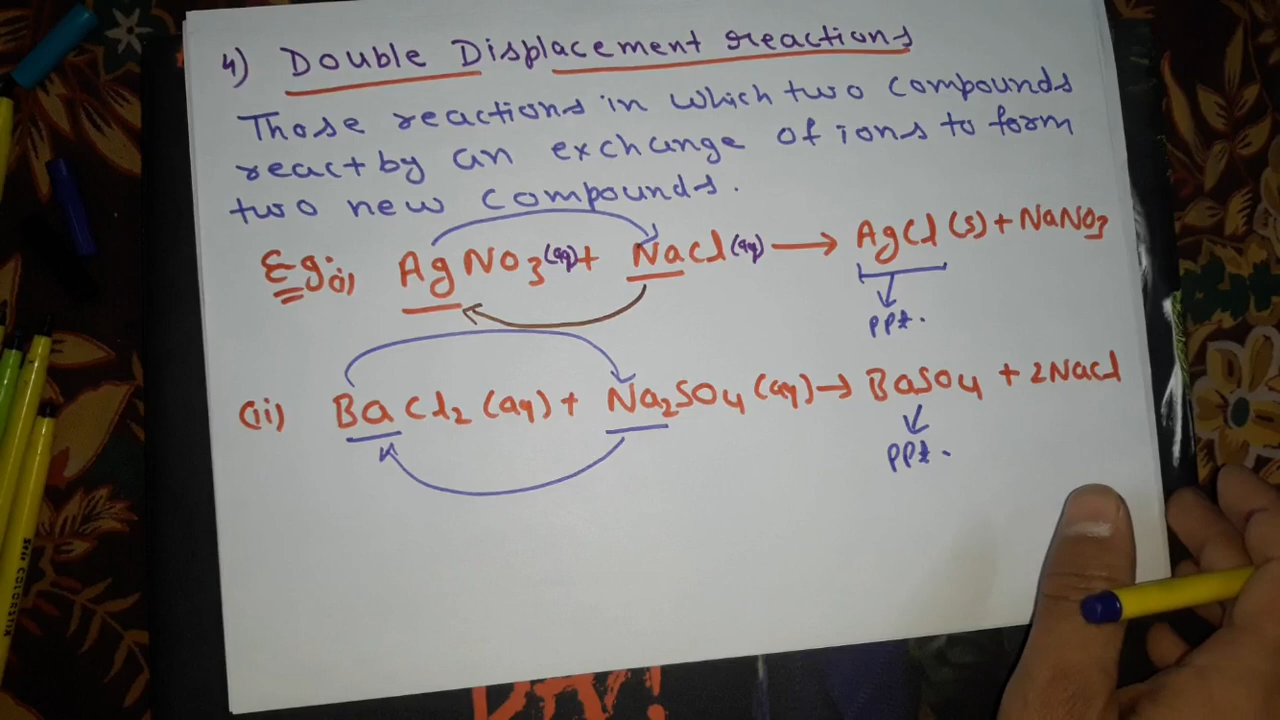 4) Double Displacement reactions
Those reactions in which two compounds
react by an exchange of ions to form
two new compounds.
Eg: i) AgNO3(aq) + NaCl(aq) → AgCl(s) + NaNO3
ppt.
(ii) BaCl2(aq) + Na2SO4(aq) → BaSO4 + 2NaCl
ppt.